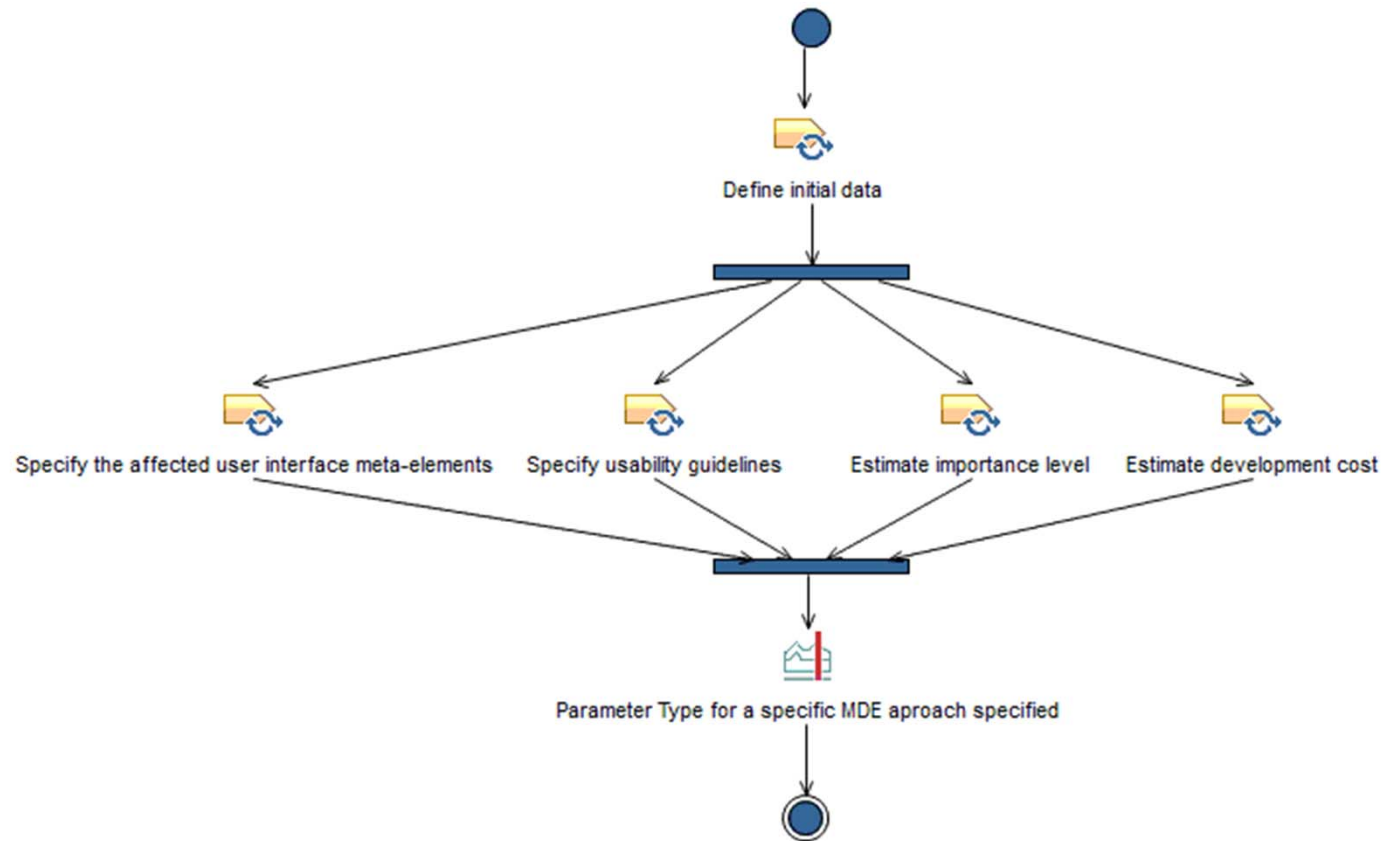 Define initial data
Specify the affected user interface meta-elements
Specify usability guidelines
Estimate importance level
Estimate development cost
Parameter Type for a specific MDE aproach specified